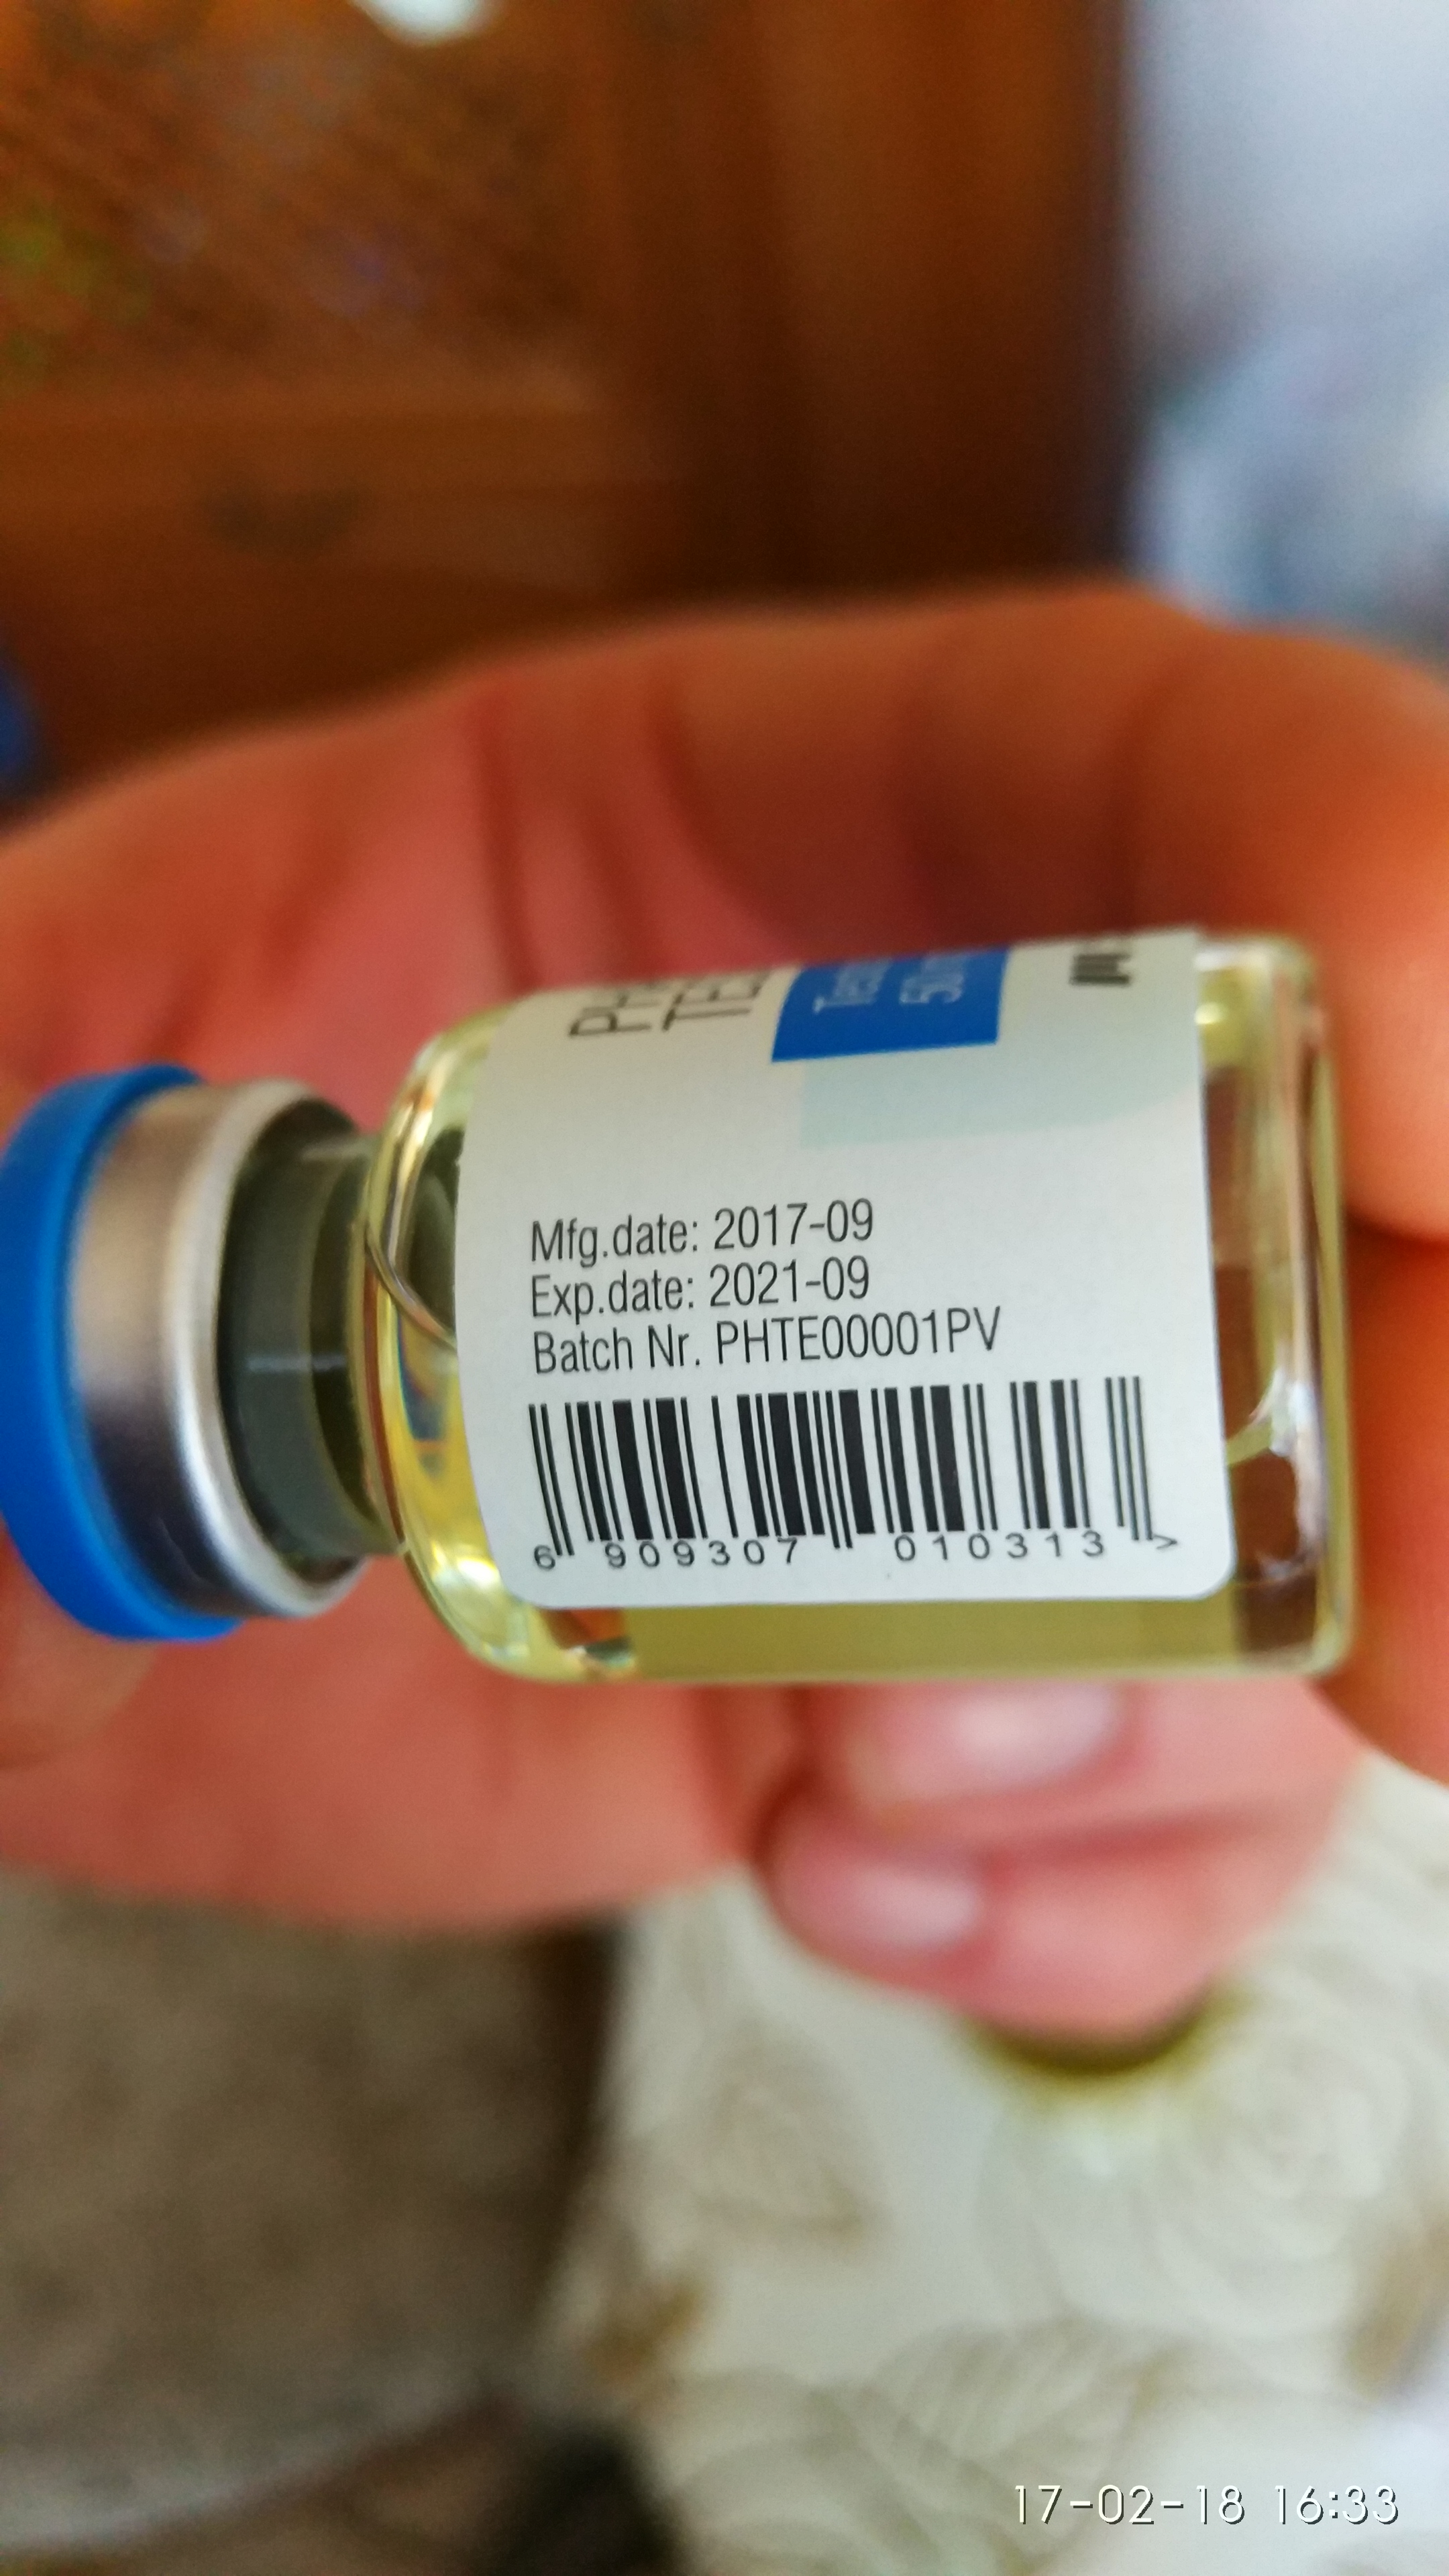 Mfg.date: 2017-09
Exp.date: 2021-09
Batch Nr. PHTE00001PV
6 909307 010313 >
17-02-18 16:33